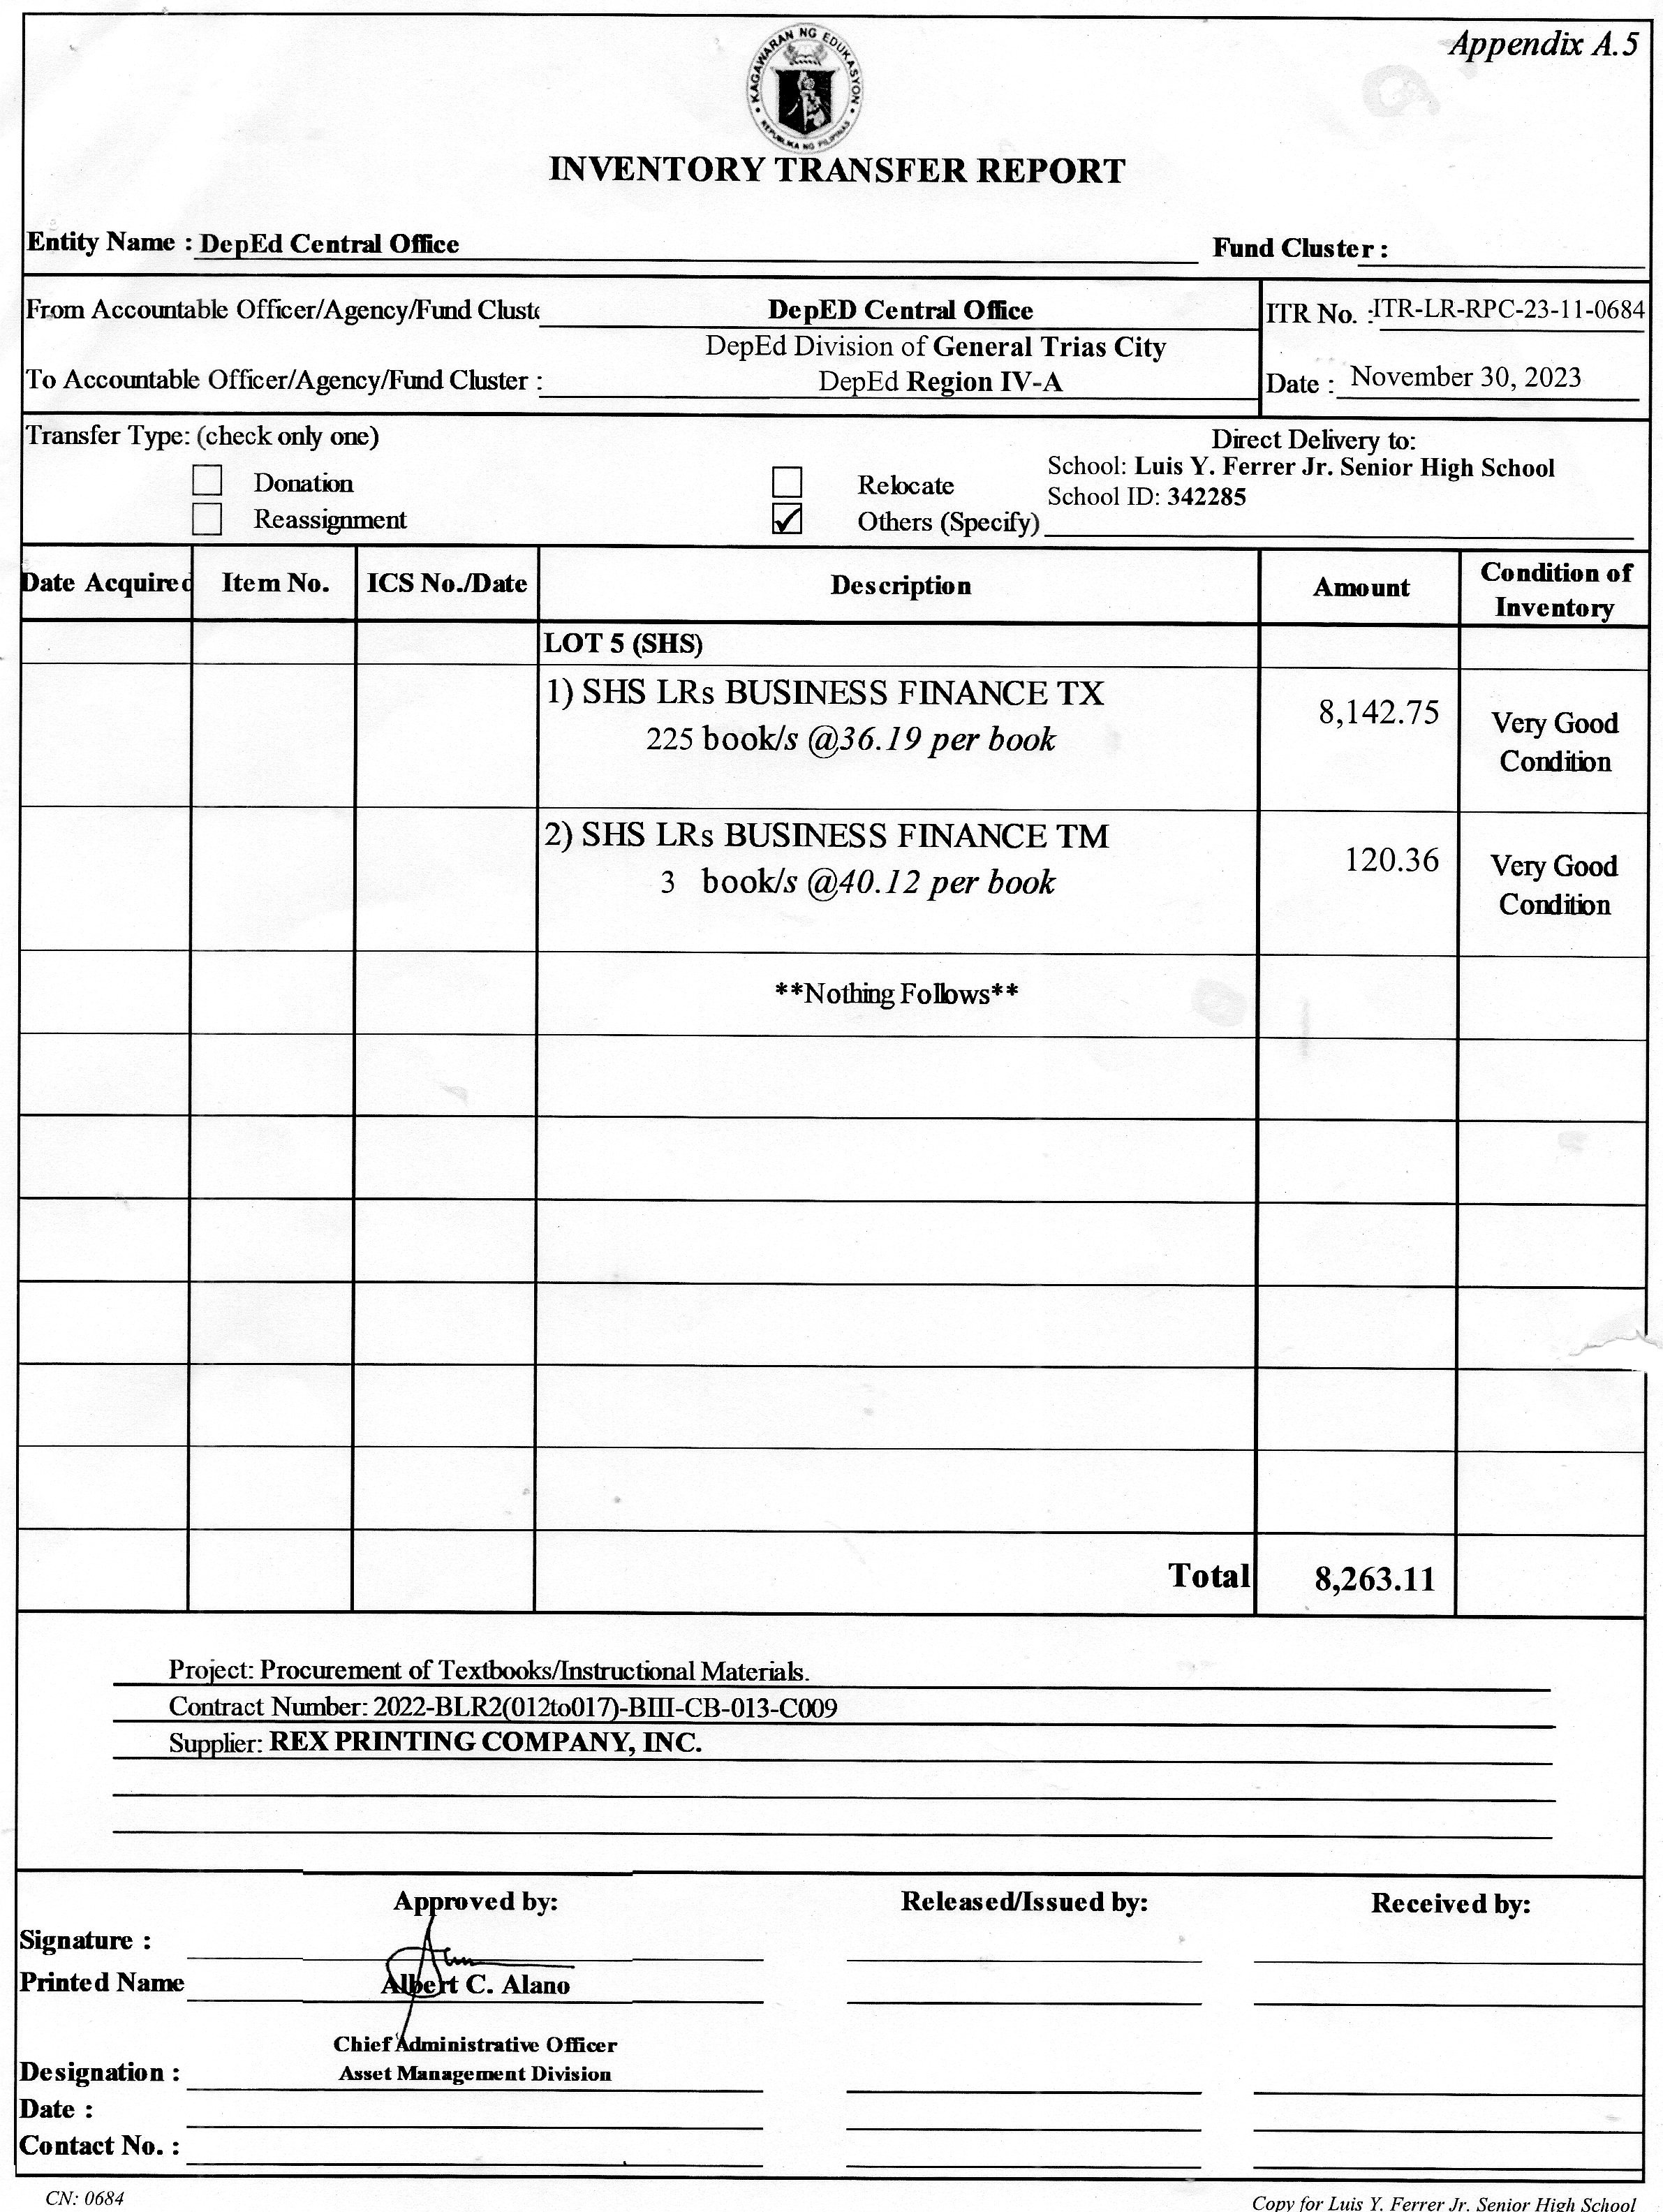 Appendix A.5
KAGAWARAN NG EDUKASYON
REPUBLIKA NG PILIPINAS
INVENTORY TRANSFER REPORT
Entity Name : DepEd Central Office Fund Cluster :
From Accountable Officer/Agency/Fund Cluste DepED Central Office ITR No. : ITR-LR-RPC-23-11-0684
DepEd Division of General Trias City
To Accountable Officer/Agency/Fund Cluster : DepEd Region IV-A Date : November 30, 2023
Transfer Type: (check only one) Direct Delivery to:
School: Luis Y. Ferrer Jr. Senior High School
Donation Relocate School ID: 342285
Reassignment Others (Specify)
Date Acquired Item No. ICS No./Date Description Amount Condition of Inventory
LOT 5 (SHS)
1) SHS LRs BUSINESS FINANCE TX 8,142.75 Very Good
225 book/s @36.19 per book Condition
2) SHS LRs BUSINESS FINANCE TM 120.36 Very Good
3 book/s @40.12 per book Condition
**Nothing Follows**
Total 8,263.11
Project: Procurement of Textbooks/Instructional Materials.
Contract Number: 2022-BLR2(012to017)-BIII-CB-013-C009
Supplier: REX PRINTING COMPANY, INC.
Approved by: Released/Issued by: Received by:
Signature :
Printed Name Albert C. Alano
Chief Administrative Officer
Designation : Asset Management Division
Date :
Contact No. :
CN: 0684 Copy for Luis Y. Ferrer Jr. Senior High School